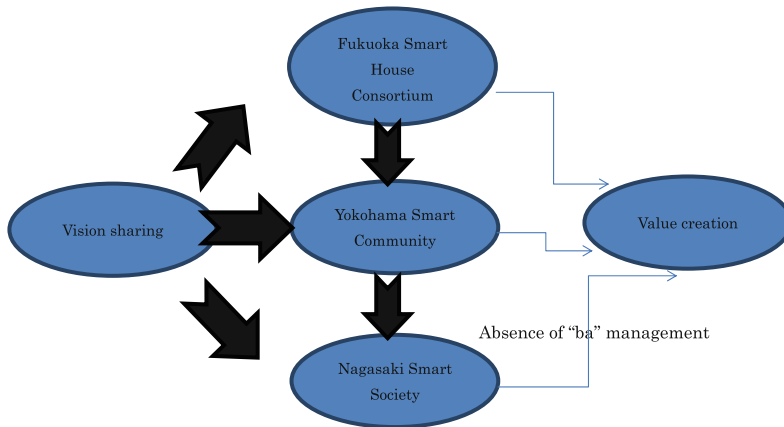 Fukuoka Smart
House
Consortium
Vision sharing
Yokohama Smart
Community
Value creation
Absence of “ba” management
Nagasaki Smart
Society